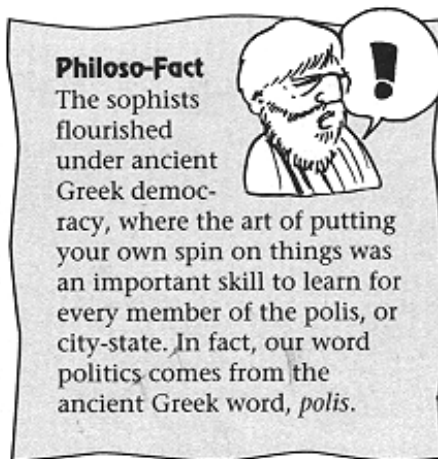 Philoso-Fact
The sophists
flourished
under ancient
Greek democ-
racy, where the art of putting
your own spin on things was
an important skill to learn for
every member of the polis, or
city-state. In fact, our word
politics comes from the
ancient Greek word, polis.
!